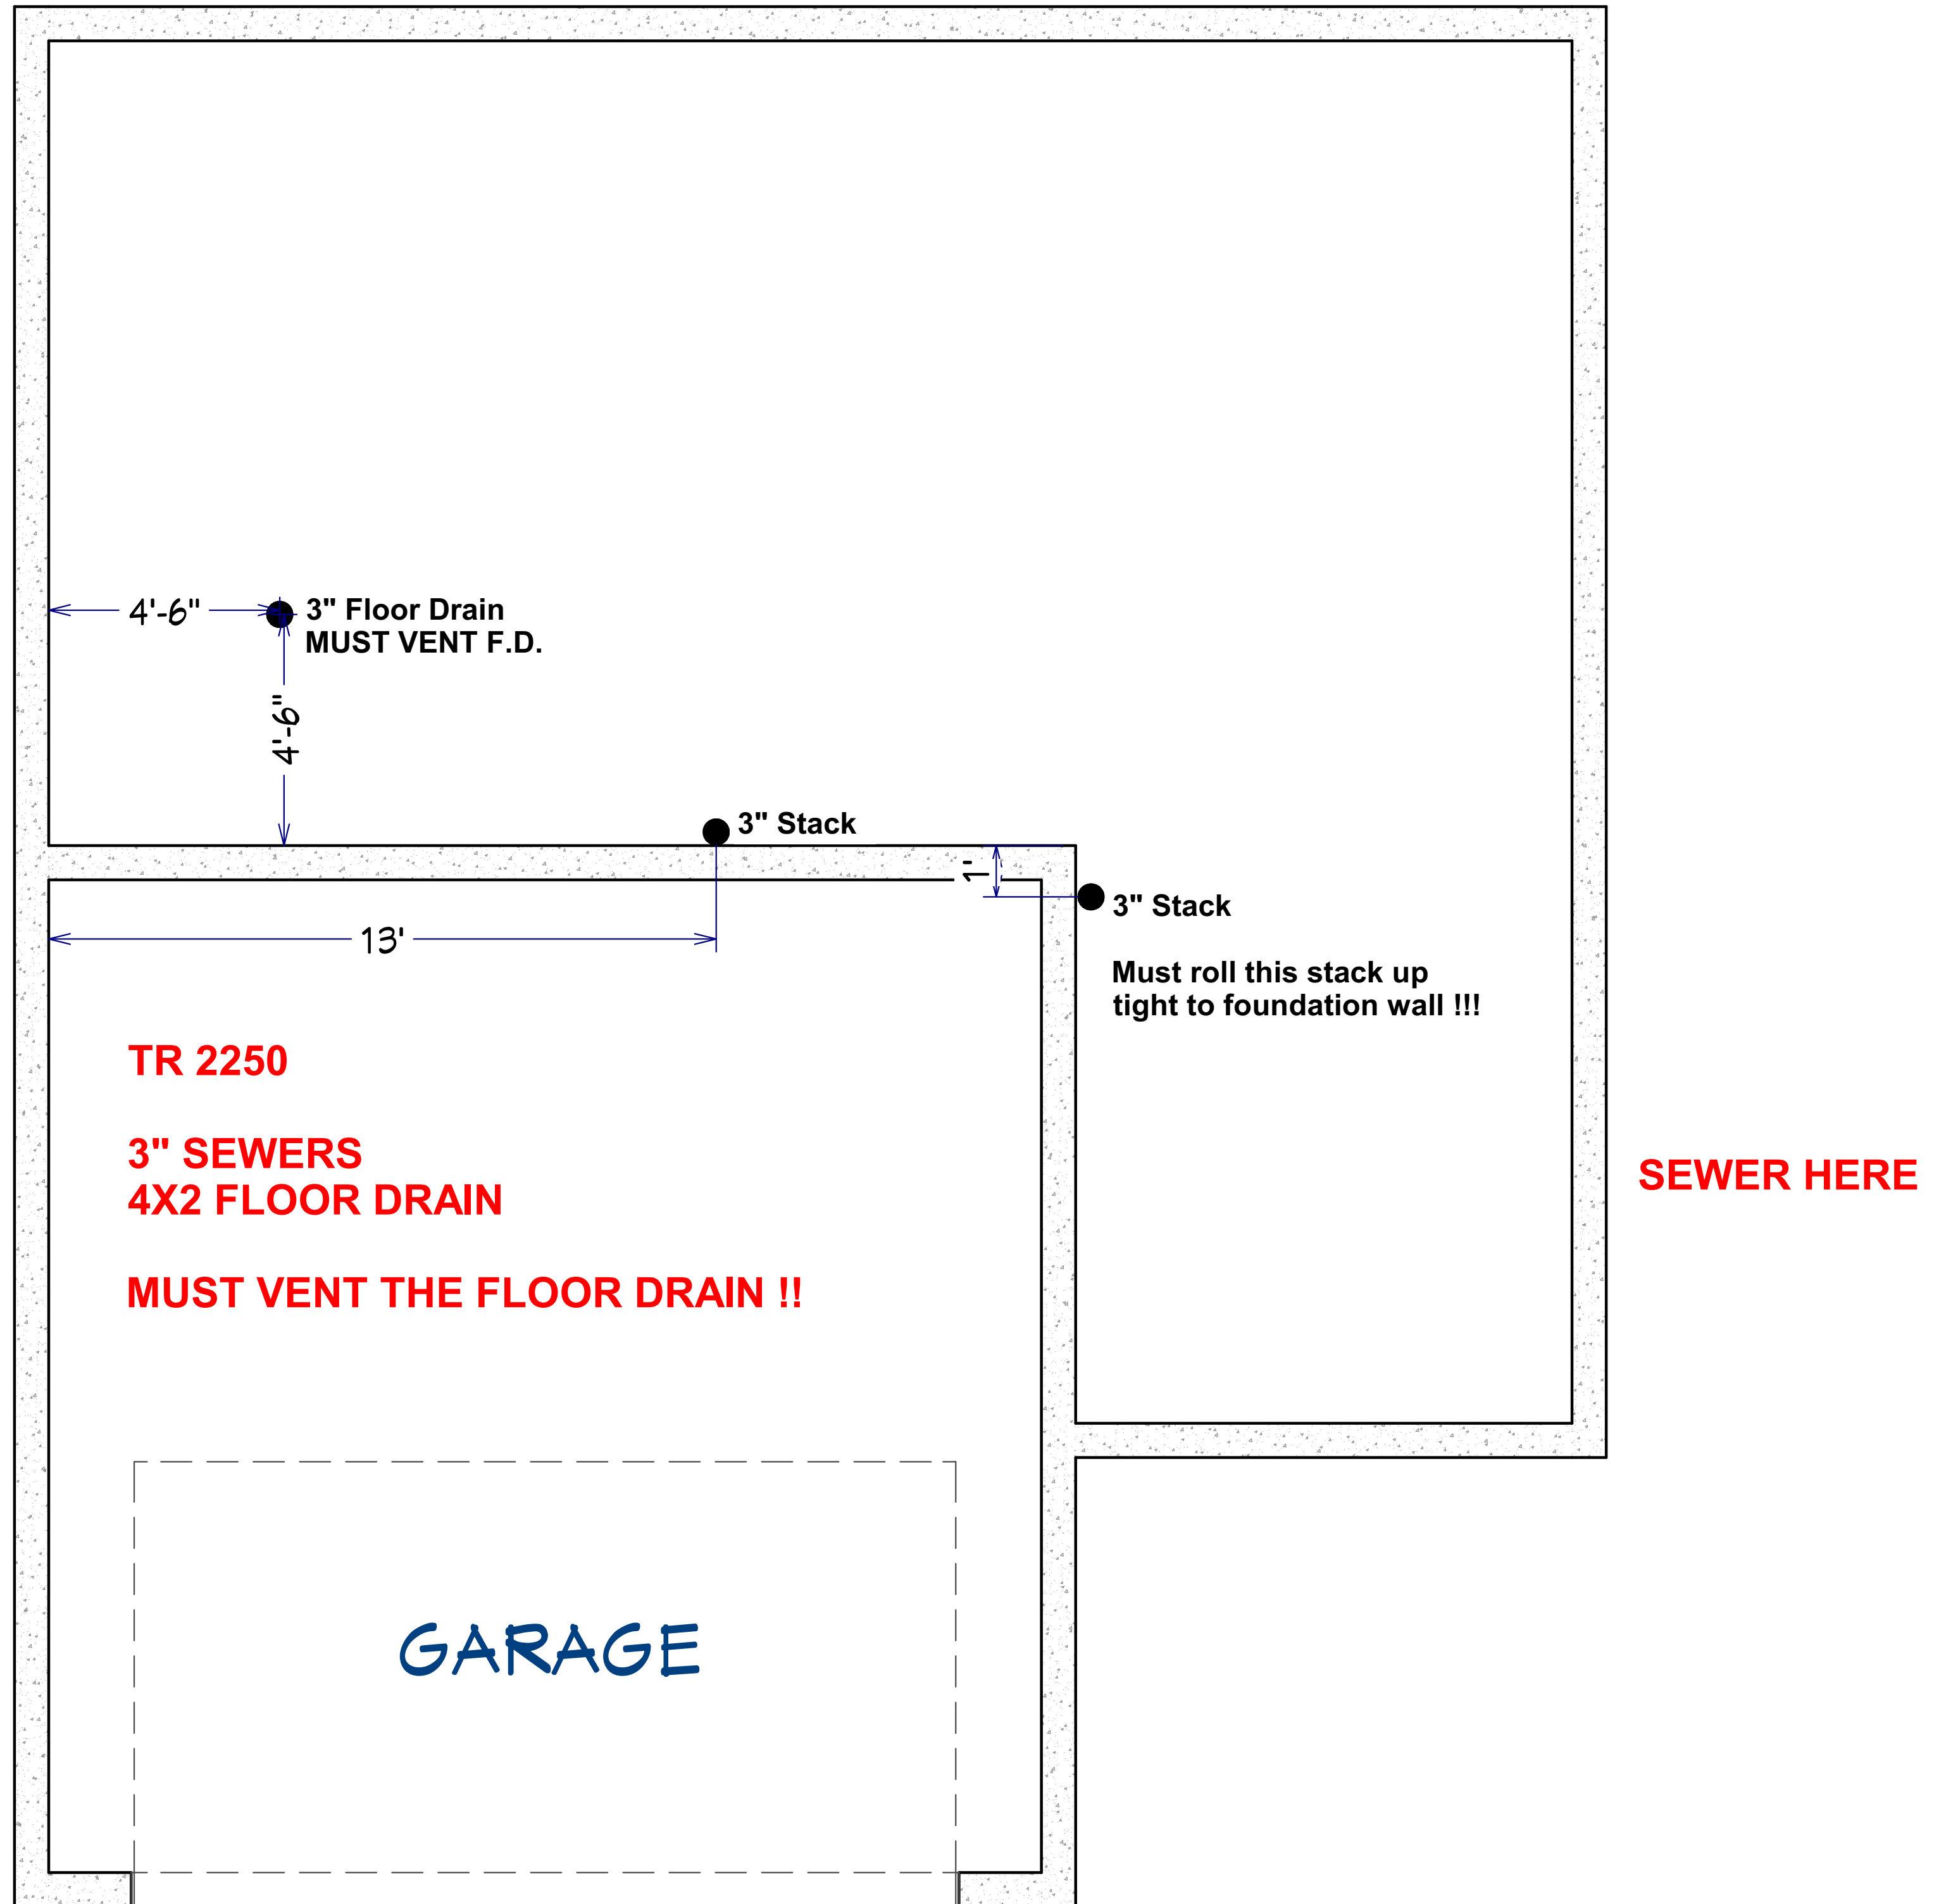 4'-6"
3" Floor Drain
MUST VENT F.D.
4'-6"
3" Stack
1'
3" Stack
13'
Must roll this stack up
tight to foundation wall !!!
TR 2250
3" SEWERS
4X2 FLOOR DRAIN
SEWER HERE
MUST VENT THE FLOOR DRAIN !!
GARAGE